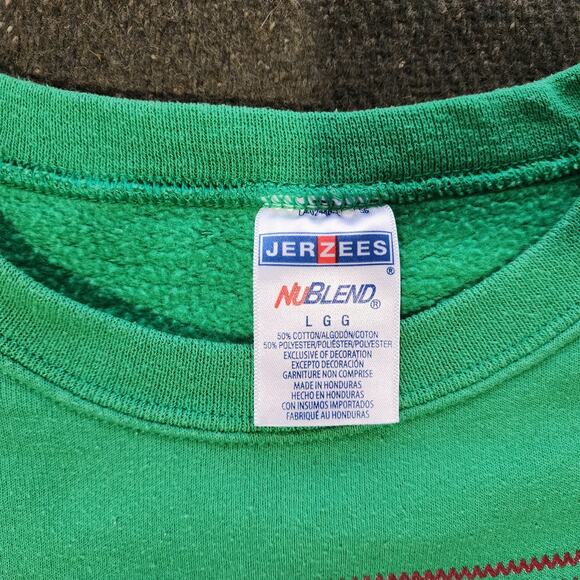 JERZEES
®
NUBLEND®
L G G
50% COTTON/ALGODÓN/COTON
50% POLYESTER/POLIÉSTER/POLYESTER
EXCLUSIVE OF DECORATION
EXCEPTO DECORACIÓN
GARNITURE NON COMPRISE
MADE IN HONDURAS
HECHO EN HONDURAS
CON INSUMOS IMPORTADOS
FABRIQUÉ AU HONDURAS